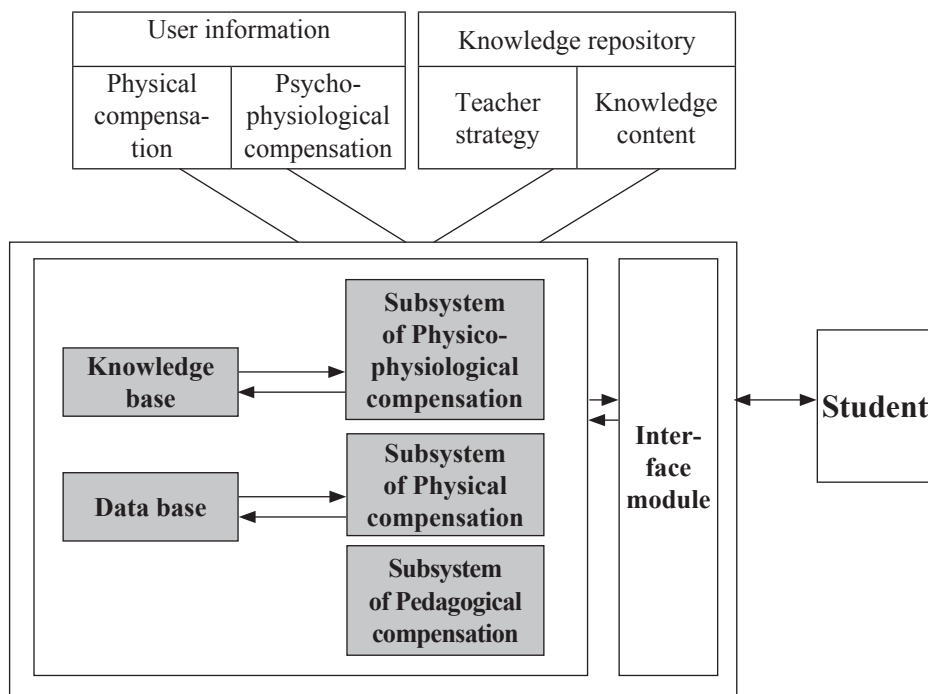 User information
Physical
compensa-
tion
Psycho-
physiological
compensation
Knowledge repository
Teacher
strategy
Knowledge
content
Knowledge
base
Subsystem
of Physico-
physiological
compensation
Data base
Subsystem
of Physical
compensation
Subsystem
of Pedagogical
compensation
Inter-
face
module
Student